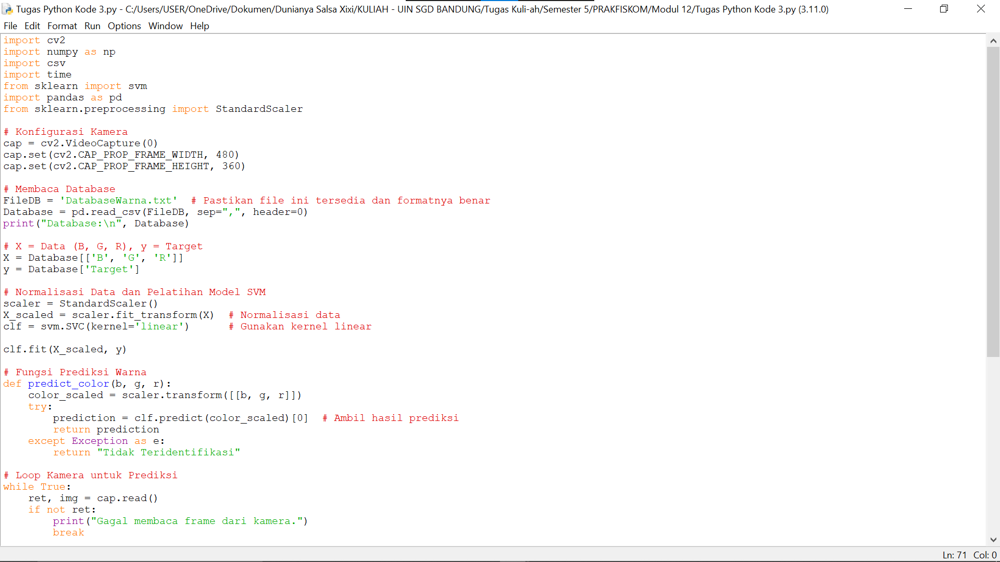 Tugas Python Kode 3.py - C:/Users/USER/OneDrive/Dokumen/Dunianya Salsa Xixi/KULIAH - UIN SGD BANDUNG/Tugas Kuli-ah/Semester 5/PRAKFISKOM/Modul 12/Tugas Python Kode 3.py (3.11.0)
File Edit Format Run Options Window Help
import cv2
import numpy as np
import csv
import time
from sklearn import svm
import pandas as pd
from sklearn.preprocessing import StandardScaler

# Konfigurasi Kamera
cap = cv2.VideoCapture(0)
cap.set(cv2.CAP_PROP_FRAME_WIDTH, 480)
cap.set(cv2.CAP_PROP_FRAME_HEIGHT, 360)

# Membaca Database
FileDB = 'DatabaseWarna.txt'  # Pastikan file ini tersedia dan formatnya benar
Database = pd.read_csv(FileDB, sep=",", header=0)
print("Database:\n", Database)

# X = Data (B, G, R), y = Target
X = Database[['B', 'G', 'R']]
y = Database['Target']

# Normalisasi Data dan Pelatihan Model SVM
scaler = StandardScaler()
X_scaled = scaler.fit_transform(X)  # Normalisasi data
clf = svm.SVC(kernel='linear')      # Gunakan kernel linear

clf.fit(X_scaled, y)

# Fungsi Prediksi Warna
def predict_color(b, g, r):
    color_scaled = scaler.transform([[b, g, r]])
    try:
        prediction = clf.predict(color_scaled)[0]  # Ambil hasil prediksi
        return prediction
    except Exception as e:
        return "Tidak Teridentifikasi"

# Loop Kamera untuk Prediksi
while True:
    ret, img = cap.read()
    if not ret:
        print("Gagal membaca frame dari kamera.")
        break
Ln: 71 Col: 0